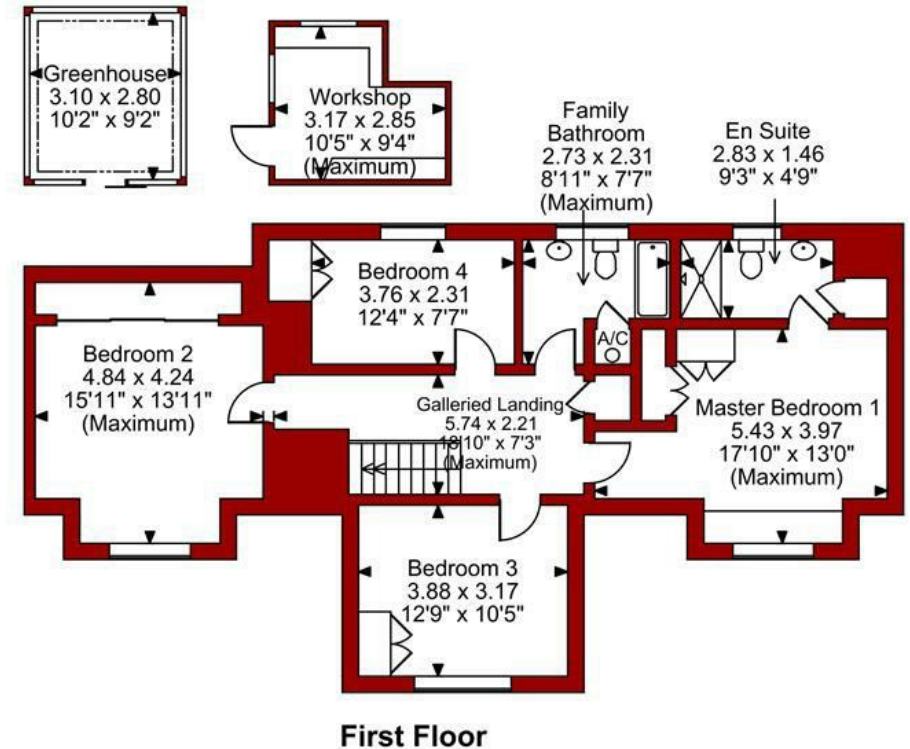 Greenhouse
3.10 x 2.80
10'2" x 9'2"
Workshop
3.17 x 2.85
10'5" x 9'4"
(Maximum)
Family
Bathroom
2.73 x 2.31
8'11" x 7'7"
(Maximum)
En Suite
2.83 x 1.46
9'3" x 4'9"
Bedroom 4
3.76 x 2.31
12'4" x 7'7"
A/C
Bedroom 2
4.84 x 4.24
15'11" x 13'11"
(Maximum)
Galleried Landing
5.74 x 2.21
18'10" x 7'3"
(Maximum)
Master Bedroom 1
5.43 x 3.97
17'10" x 13'0"
(Maximum)
Bedroom 3
3.88 x 3.17
12'9" x 10'5"
First Floor